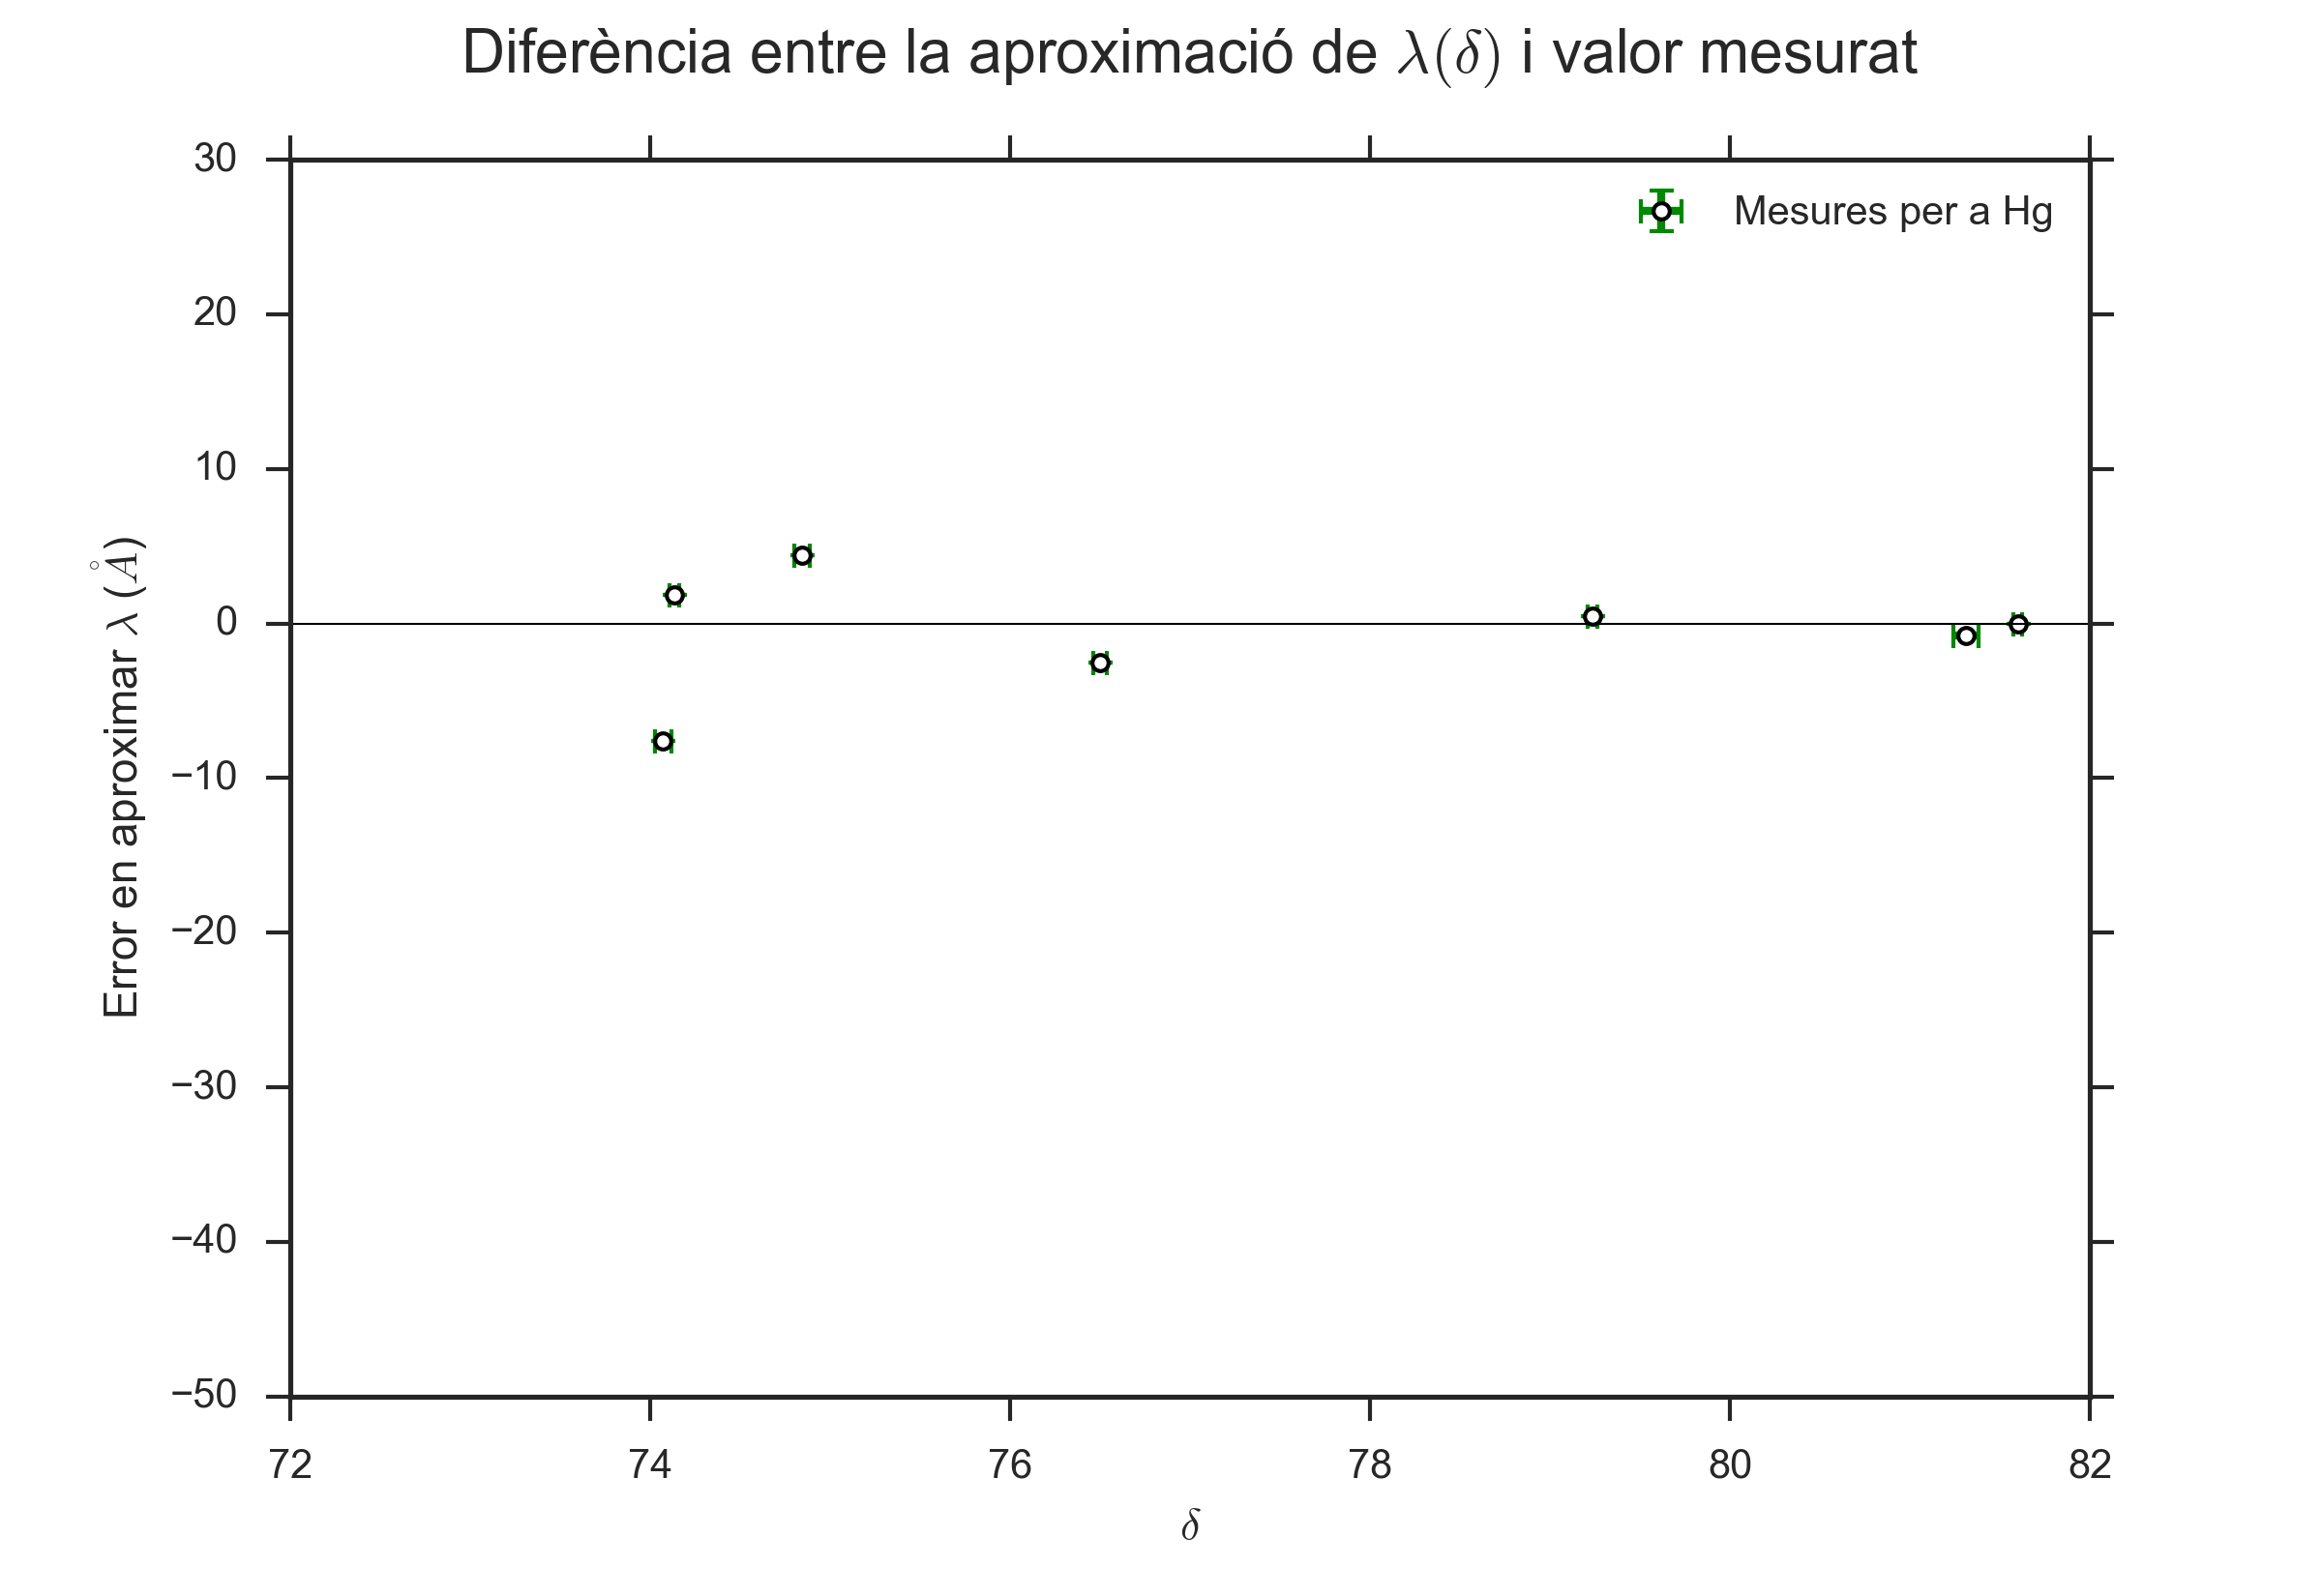 Diferència entre la aproximació de λ(δ) i valor mesurat
Mesures per a Hg
Error en aproximar λ (Å)
30
20
10
0
−10
−20
−30
−40
−50
72 74 76 78 80 82
δ